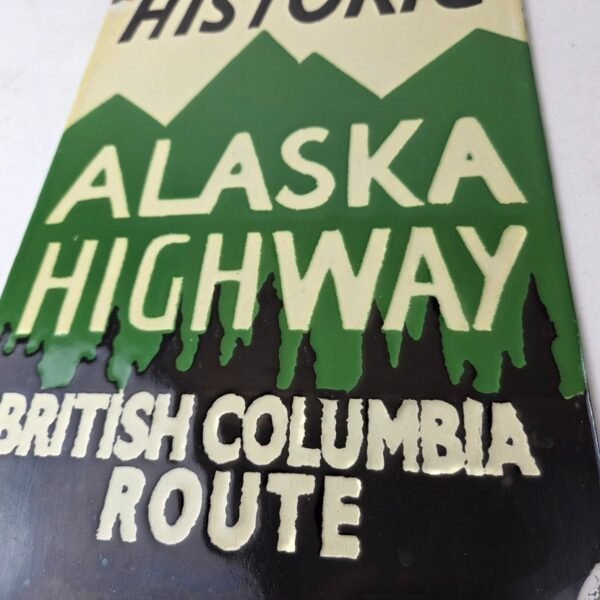 HISTORIC
ALASKA
HIGHWAY
BRITISH COLUMBIA
ROUTE